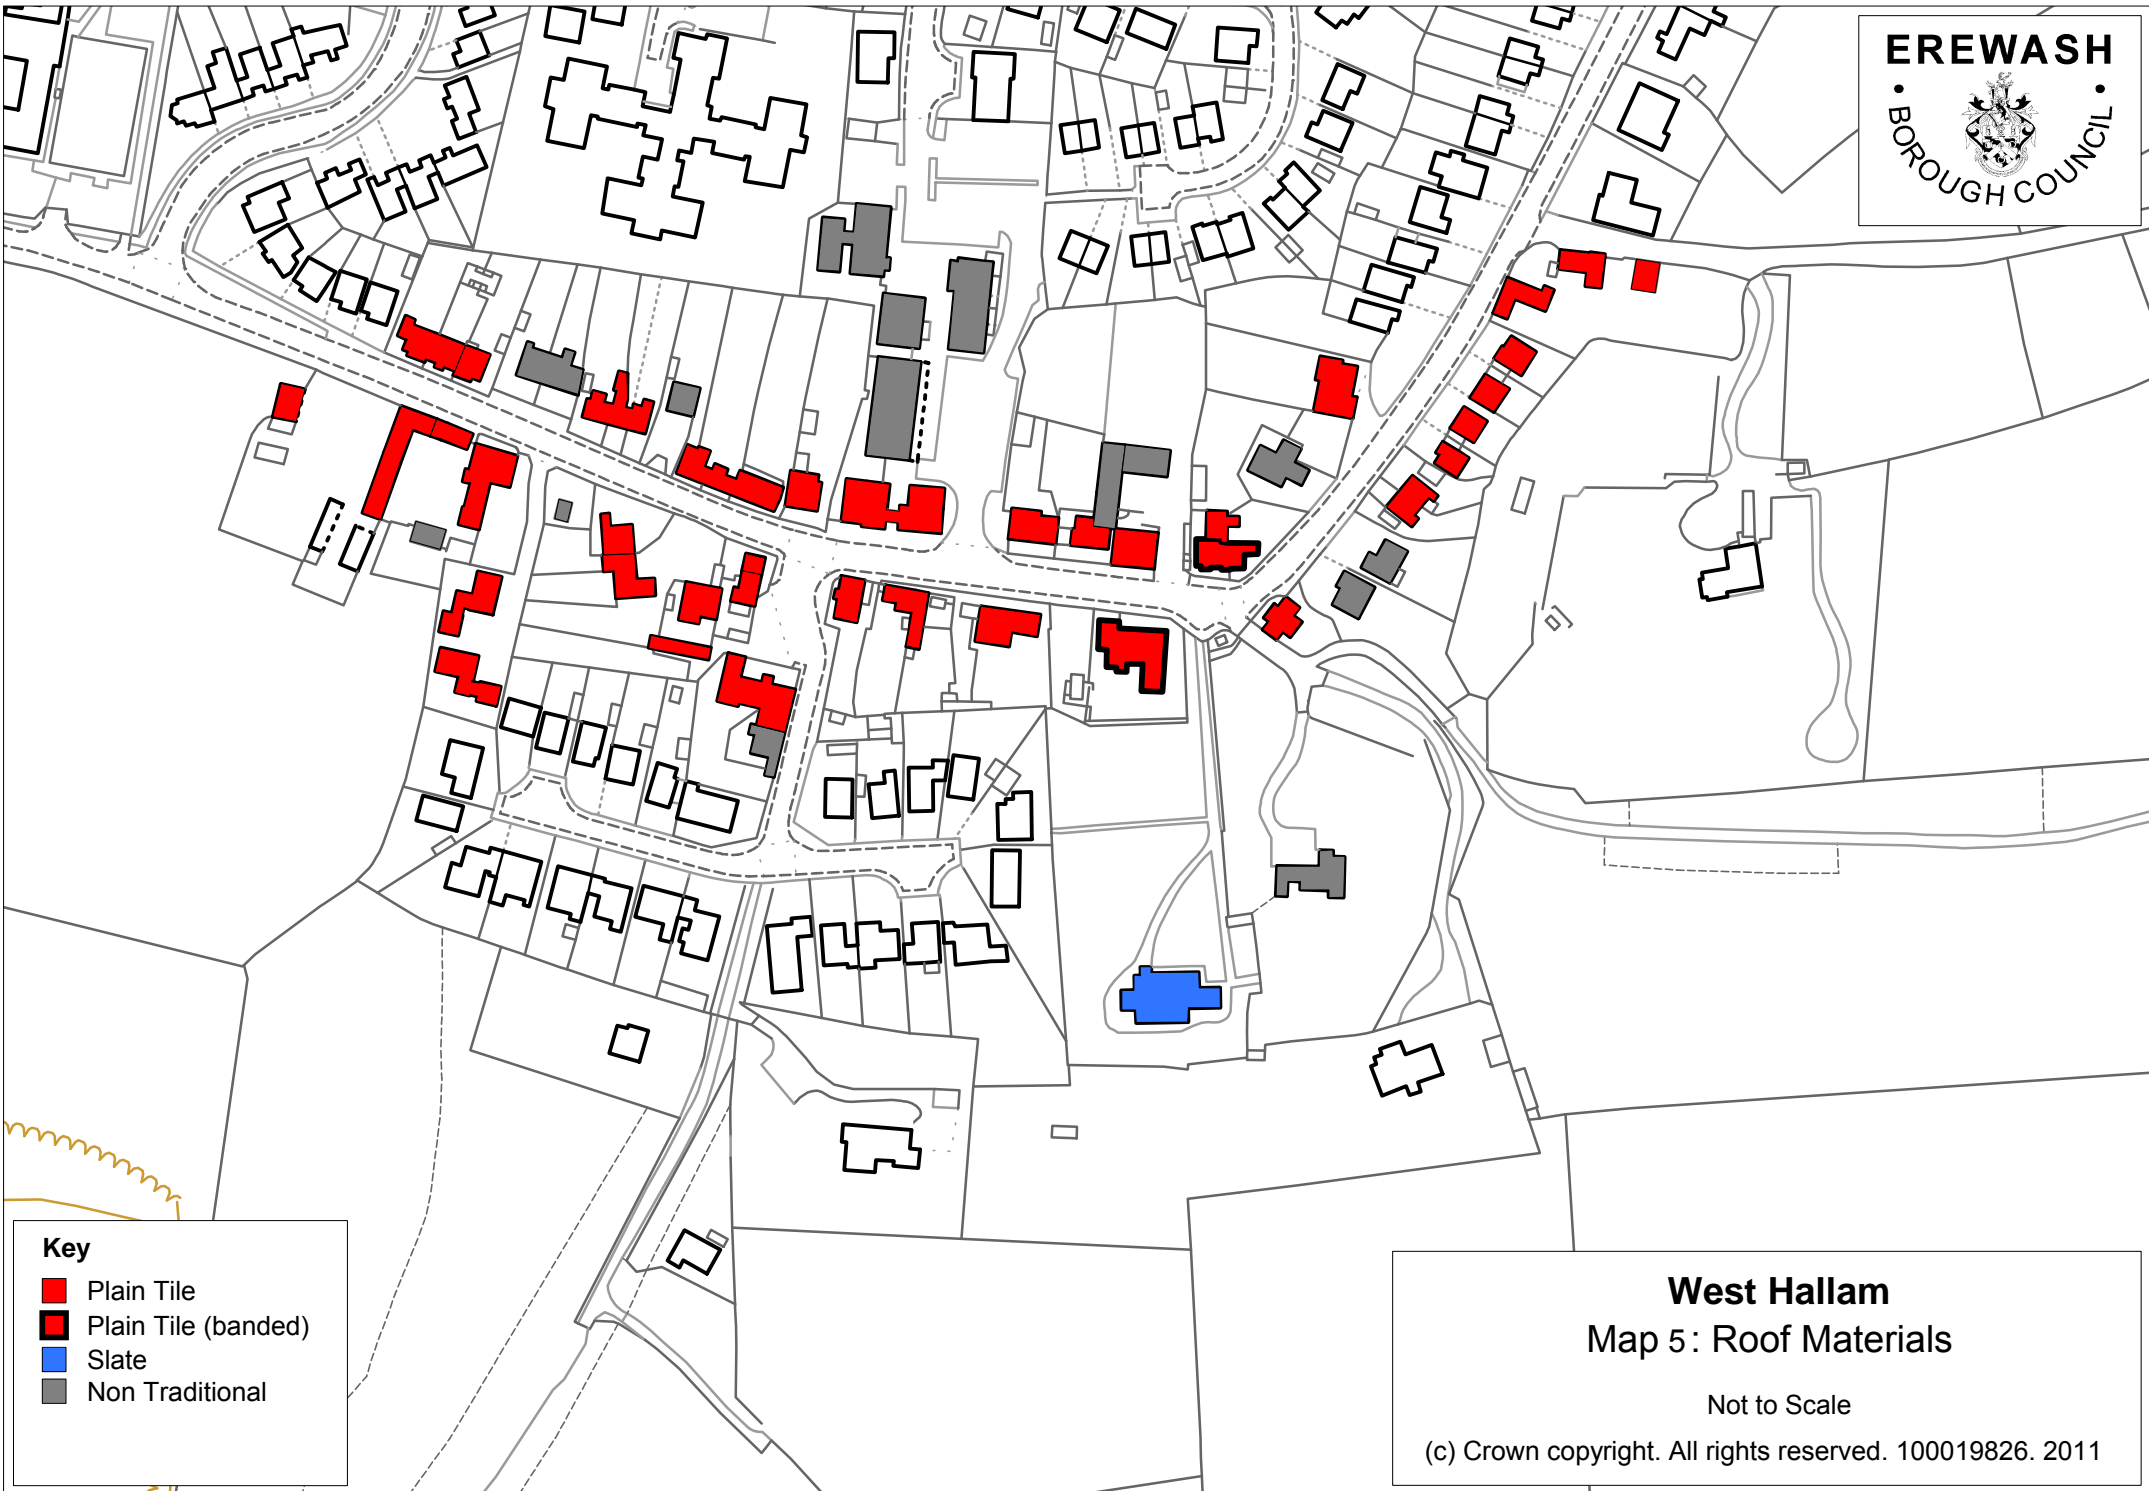 EREWASH
• BOROUGH COUNCIL •
Key
Plain Tile
Plain Tile (banded)
Slate
Non Traditional
West Hallam
Map 5: Roof Materials
Not to Scale
(c) Crown copyright. All rights reserved. 100019826. 2011